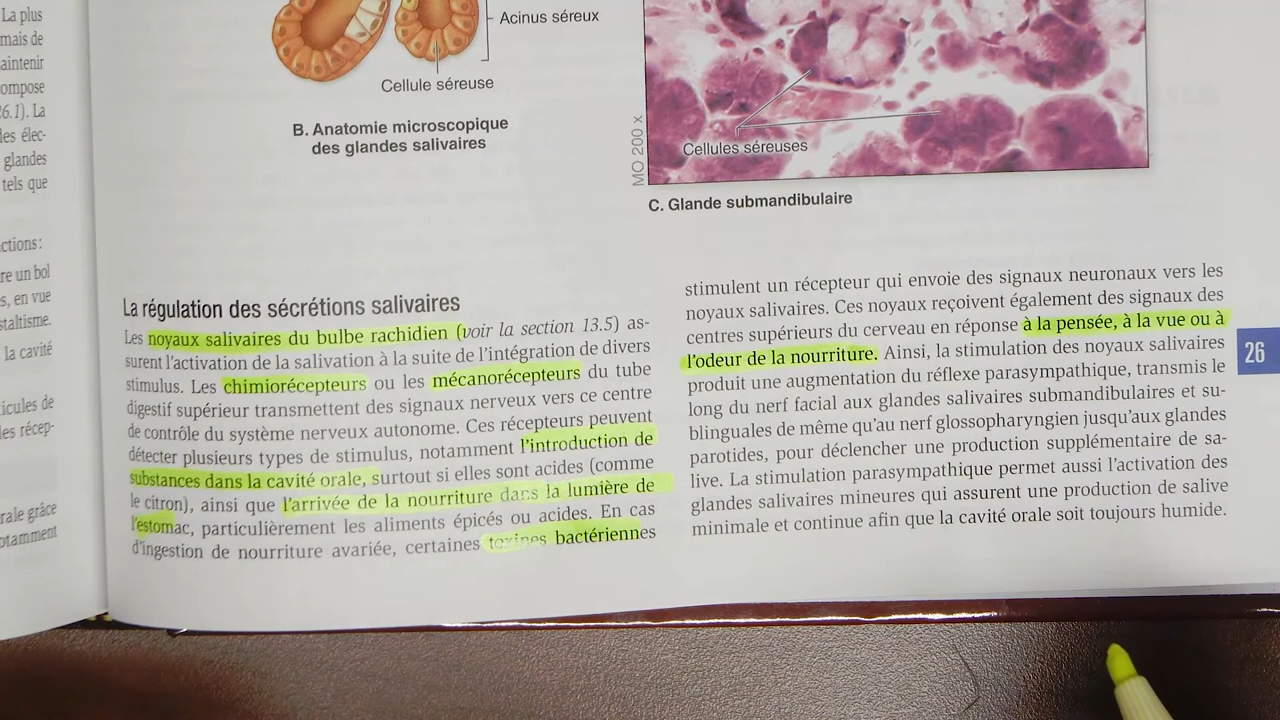 La plus
mais de
aintenir
ompose
26.1). La
les élec-
glandes
tels que
ctions :
re un bol
s, en vue
staltisme.
la cavité
icules de
les récep-
rale grâce
otamment
Acinus séreux
Cellule séreuse
B. Anatomie microscopique
des glandes salivaires
MO 200 x
Cellules séreuses
C. Glande submandibulaire
La régulation des sécrétions salivaires
Les noyaux salivaires du bulbe rachidien (voir la section 13.5) as-
surent l'activation de la salivation à la suite de l'intégration de divers
stimulus. Les chimiorécepteurs ou les mécanorécepteurs du tube
digestif supérieur transmettent des signaux nerveux vers ce centre
de contrôle du système nerveux autonome. Ces récepteurs peuvent
détecter plusieurs types de stimulus, notamment l'introduction de
substances dans la cavité orale, surtout si elles sont acides (comme
le citron), ainsi que l'arrivée de la nourriture dans la lumière de
l'estomac, particulièrement les aliments épicés ou acides. En cas
d'ingestion de nourriture avariée, certaines toxines bactériennes
stimulent un récepteur qui envoie des signaux neuronaux vers les
noyaux salivaires. Ces noyaux reçoivent également des signaux des
centres supérieurs du cerveau en réponse à la pensée, à la vue ou à
l'odeur de la nourriture. Ainsi, la stimulation des noyaux salivaires
produit une augmentation du réflexe parasympathique, transmis le
long du nerf facial aux glandes salivaires submandibulaires et su-
blinguales de même qu'au nerf glossopharyngien jusqu'aux glandes
parotides, pour déclencher une production supplémentaire de sa-
live. La stimulation parasympathique permet aussi l'activation des
glandes salivaires mineures qui assurent une production de salive
minimale et continue afin que la cavité orale soit toujours humide.
26